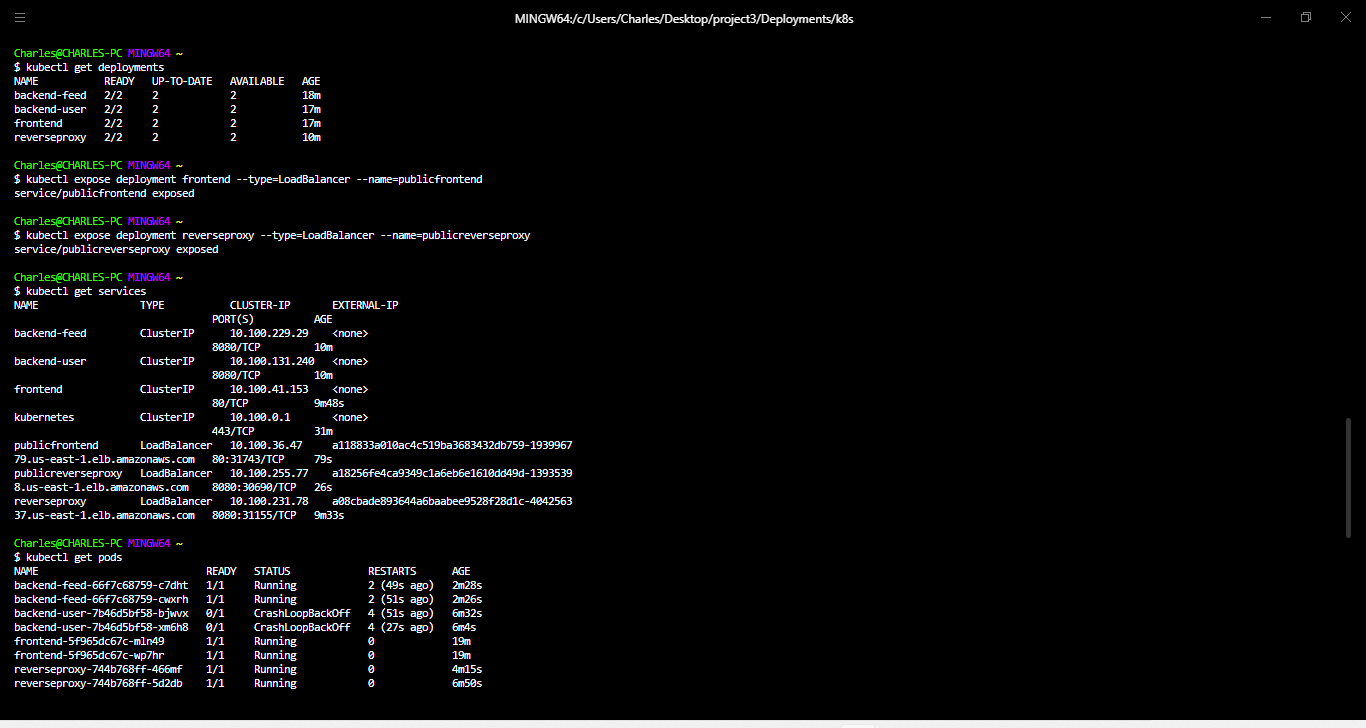 MINGW64:/c/Users/Charles/Desktop/project3/Deployments/k8s
Charles@CHARLES-PC MINGW64 ~
$ kubectl get deployments
NAME           READY   UP-TO-DATE   AVAILABLE   AGE
backend-feed   2/2     2            2           18m
backend-user   2/2     2            2           17m
frontend       2/2     2            2           17m
reverseproxy   2/2     2            2           10m
Charles@CHARLES-PC MINGW64 ~
$ kubectl expose deployment frontend --type=LoadBalancer --name=publicfrontend
service/publicfrontend exposed
Charles@CHARLES-PC MINGW64 ~
$ kubectl expose deployment reverseproxy --type=LoadBalancer --name=publicreverseproxy
service/publicreverseproxy exposed
Charles@CHARLES-PC MINGW64 ~
$ kubectl get services
NAME                 TYPE           CLUSTER-IP       EXTERNAL-IP
PORT(S)          AGE
backend-feed         ClusterIP      10.100.229.29    <none>
8080/TCP         10m
backend-user         ClusterIP      10.100.131.240   <none>
8080/TCP         10m
frontend             ClusterIP      10.100.41.153    <none>
80/TCP           9m48s
kubernetes           ClusterIP      10.100.0.1       <none>
443/TCP          31m
publicfrontend       LoadBalancer   10.100.36.47     a118833a010ac4c519ba3683432db759-1939967
79.us-east-1.elb.amazonaws.com   80:31743/TCP     79s
publicreverseproxy   LoadBalancer   10.100.255.77    a18256fe4ca9349c1a6eb6e1610dd49d-1393539
8.us-east-1.elb.amazonaws.com    8080:30690/TCP   26s
reverseproxy         LoadBalancer   10.100.231.78    a08cbade893644a6baabee9528f28d1c-4042563
37.us-east-1.elb.amazonaws.com   8080:31155/TCP   9m33s
Charles@CHARLES-PC MINGW64 ~
$ kubectl get pods
NAME                            READY   STATUS             RESTARTS      AGE
backend-feed-66f7c68759-c7dht   1/1     Running            2 (49s ago)   2m28s
backend-feed-66f7c68759-cwxrh   1/1     Running            2 (51s ago)   2m26s
backend-user-7b46d5bf58-bjwvx   0/1     CrashLoopBackOff   4 (51s ago)   6m32s
backend-user-7b46d5bf58-xm6h8   0/1     CrashLoopBackOff   4 (27s ago)   6m4s
frontend-5f965dc67c-mln49       1/1     Running            0             19m
frontend-5f965dc67c-wp7hr       1/1     Running            0             19m
reverseproxy-744b768ff-466mf    1/1     Running            0             4m15s
reverseproxy-744b768ff-5d2db    1/1     Running            0             6m50s